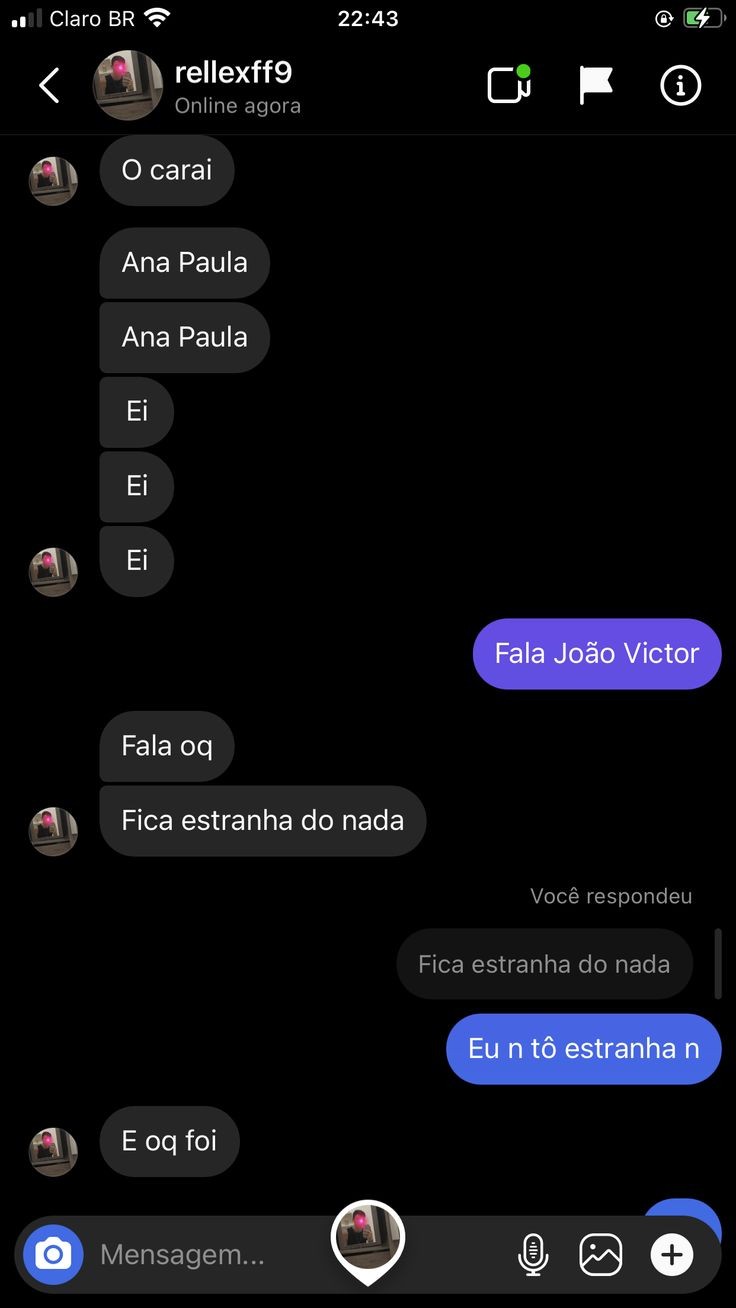 Claro BR
22:43
rellexff9
Online agora
O carai
Ana Paula
Ana Paula
Ei
Ei
Ei
Fala João Victor
Fala oq
Fica estranha do nada
Você respondeu
Fica estranha do nada
Eu n tô estranha n
E oq foi
Mensagem...